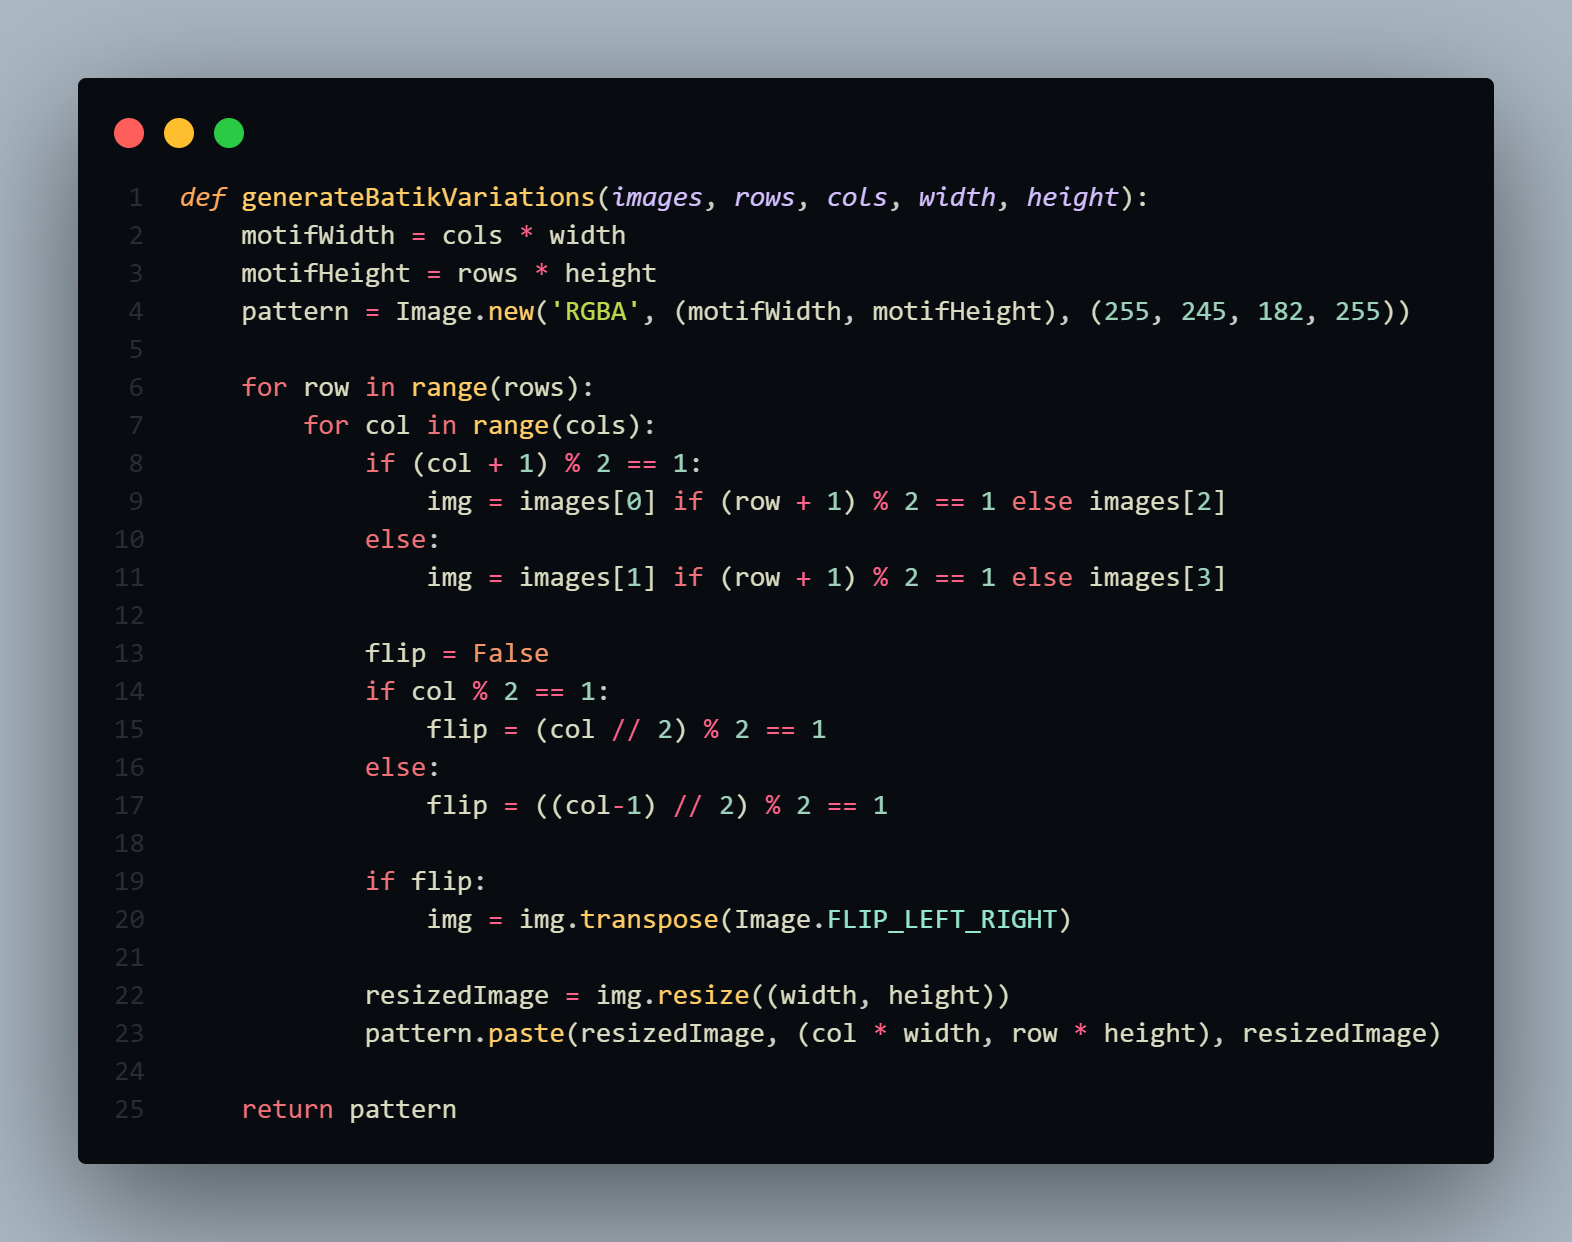 1 def generateBatikVariations(images, rows, cols, width, height):
2     motifWidth = cols * width
3     motifHeight = rows * height
4     pattern = Image.new('RGBA', (motifWidth, motifHeight), (255, 245, 182, 255))
5
6     for row in range(rows):
7         for col in range(cols):
8             if (col + 1) % 2 == 1:
9                 img = images[0] if (row + 1) % 2 == 1 else images[2]
10             else:
11                 img = images[1] if (row + 1) % 2 == 1 else images[3]
12
13             flip = False
14             if col % 2 == 1:
15                 flip = (col // 2) % 2 == 1
16             else:
17                 flip = ((col-1) // 2) % 2 == 1
18
19             if flip:
20                 img = img.transpose(Image.FLIP_LEFT_RIGHT)
21
22             resizedImage = img.resize((width, height))
23             pattern.paste(resizedImage, (col * width, row * height), resizedImage)
24
25     return pattern